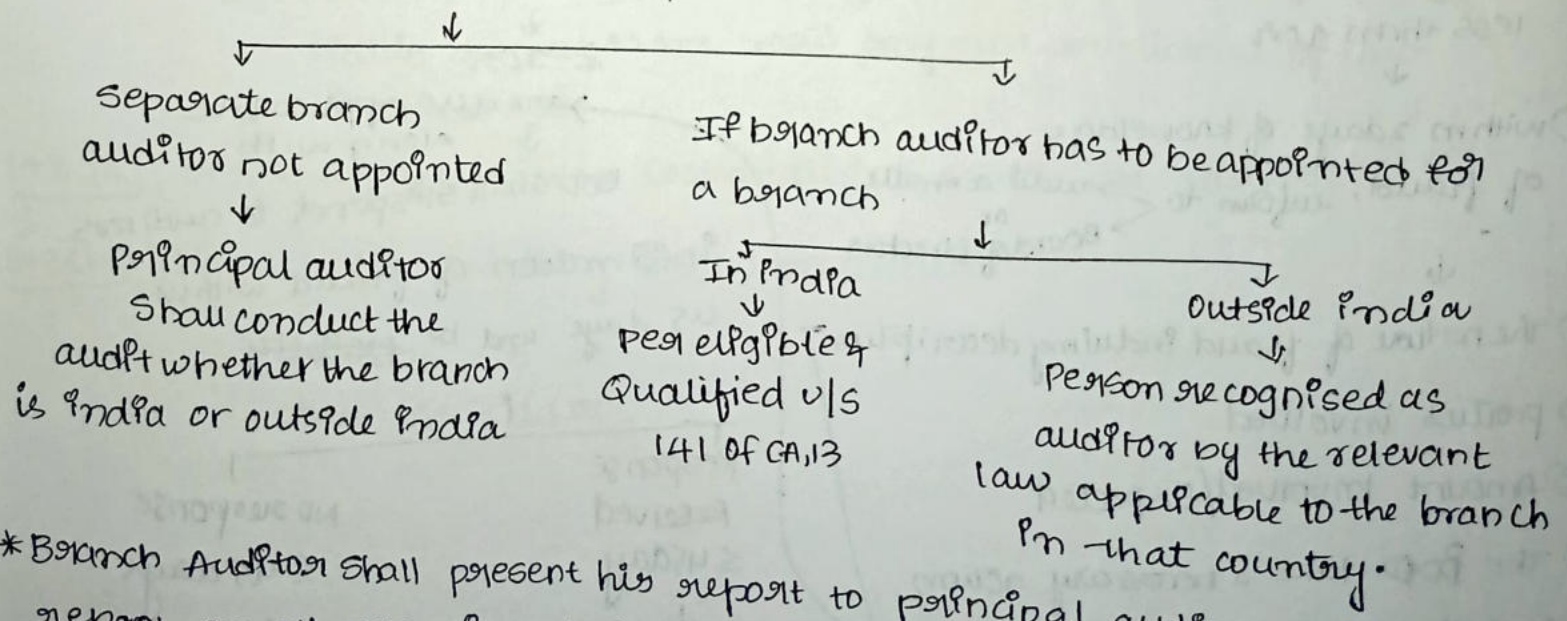 Separate branch
auditor not appointed
Principal auditor
Shall conduct the
audit whether the branch
is india or outside india
If branch auditor has to be appointed for
a branch
In india
per eligible &
Qualified u/s
141 Of CA,13
Outside india
Person recognised as
auditor by the relevant
law applicable to the branch
in that country.
*Branch Auditor Shall present his report to principal